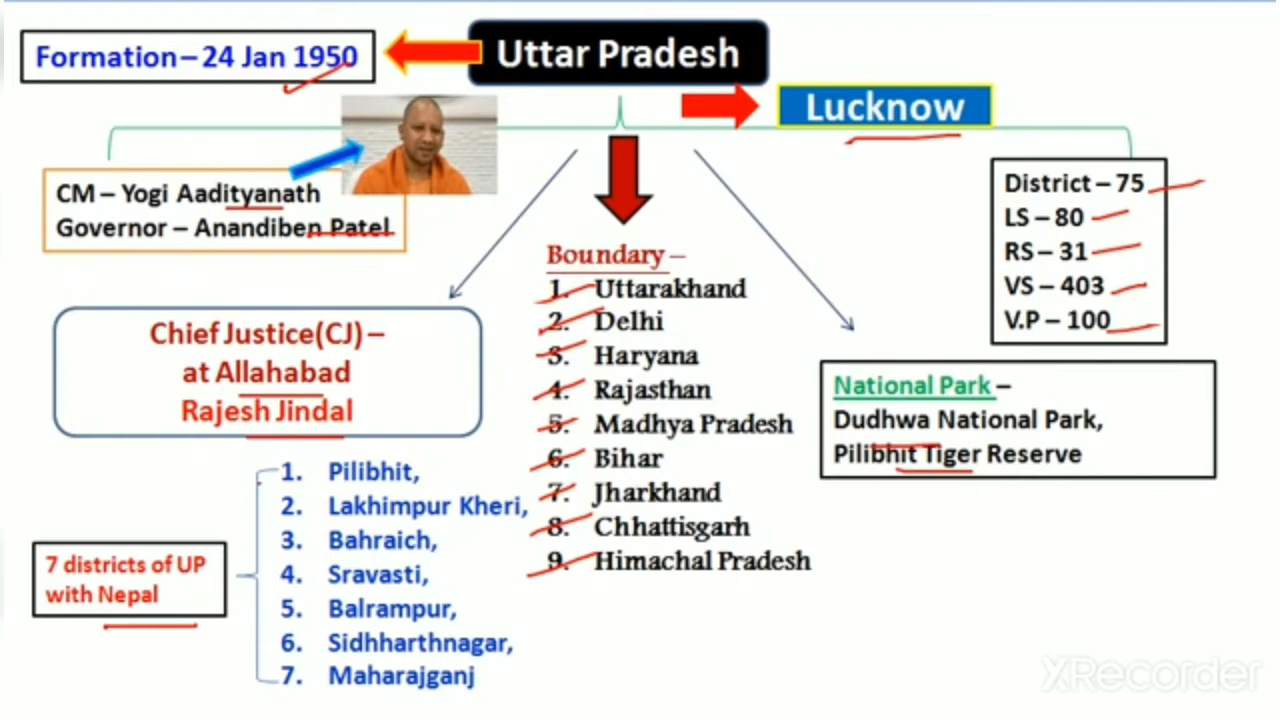 Uttar Pradesh
Formation – 24 Jan 1950
Lucknow
CM – Yogi Aadityanath
Governor – Anandiben Patel
District – 75
LS – 80
RS – 31
VS – 403
V.P – 100
Chief Justice(CJ) –
at Allahabad
Rajesh Jindal
Boundary –
1. Uttarakhand
2. Delhi
3. Haryana
4. Rajasthan
5. Madhya Pradesh
6. Bihar
7. Jharkhand
8. Chhattisgarh
9. Himachal Pradesh
National Park –
Dudhwa National Park,
Pilibhit Tiger Reserve
7 districts of UP
with Nepal
1. Pilibhit,
2. Lakhimpur Kheri,
3. Bahraich,
4. Sravasti,
5. Balrampur,
6. Sidhharthnagar,
7. Maharajganj
XRecorder